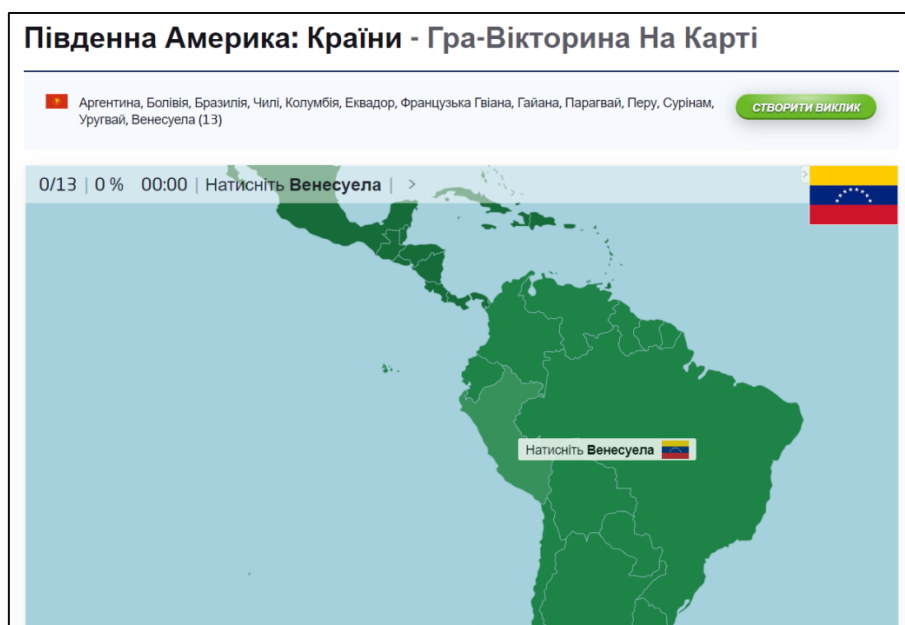 Південна Америка: Країни - Гра-Вікторина На Карті
Аргентина, Болівія, Бразилія, Чилі, Колумбія, Еквадор, Французька Гвіана, Гайана, Парагвай, Перу, Сурінам,
Уругвай, Венесуела (13)
СТВОРИТИ ВИКЛИК
0/13 | 0 % 00:00 | Натисніть Венесуела | >
Натисніть Венесуела